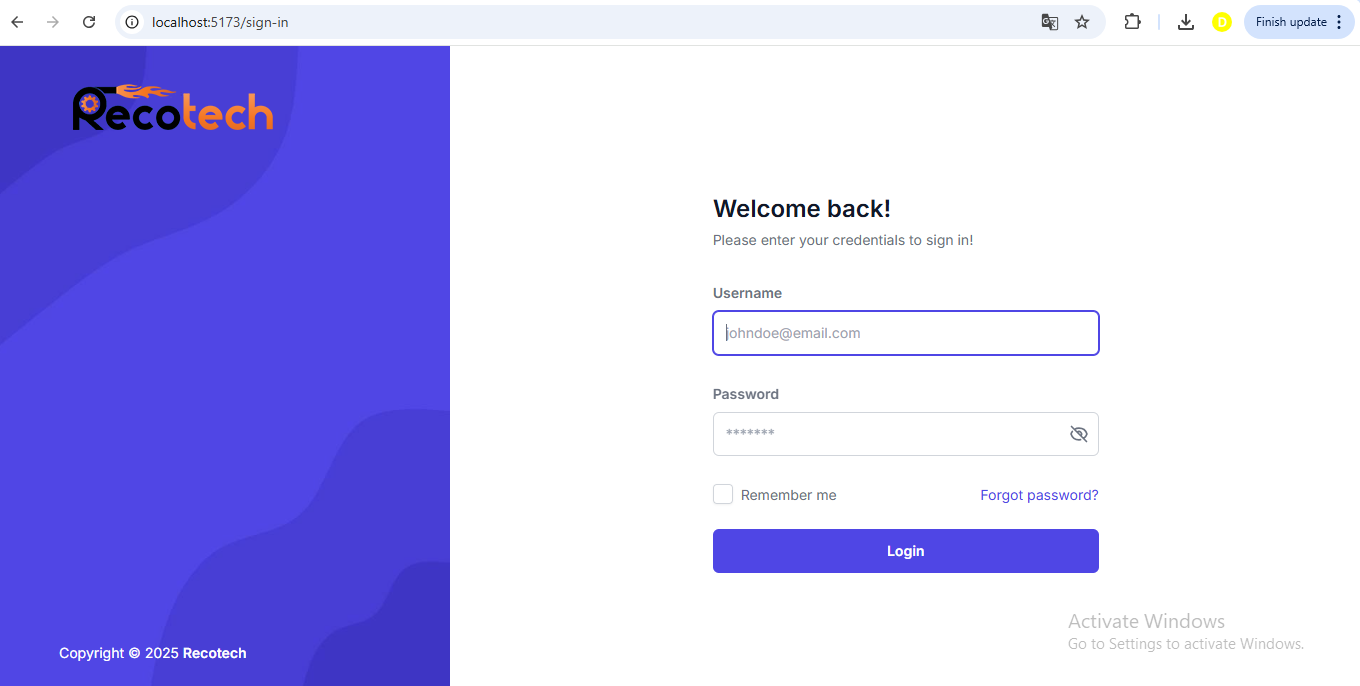 localhost:5173/sign-in
D
Finish update
Recotech
Welcome back!
Please enter your credentials to sign in!
Username
johndoe@email.com
Password
*******
Remember me
Forgot password?
Login
Activate Windows
Go to Settings to activate Windows.
Copyright © 2025 Recotech